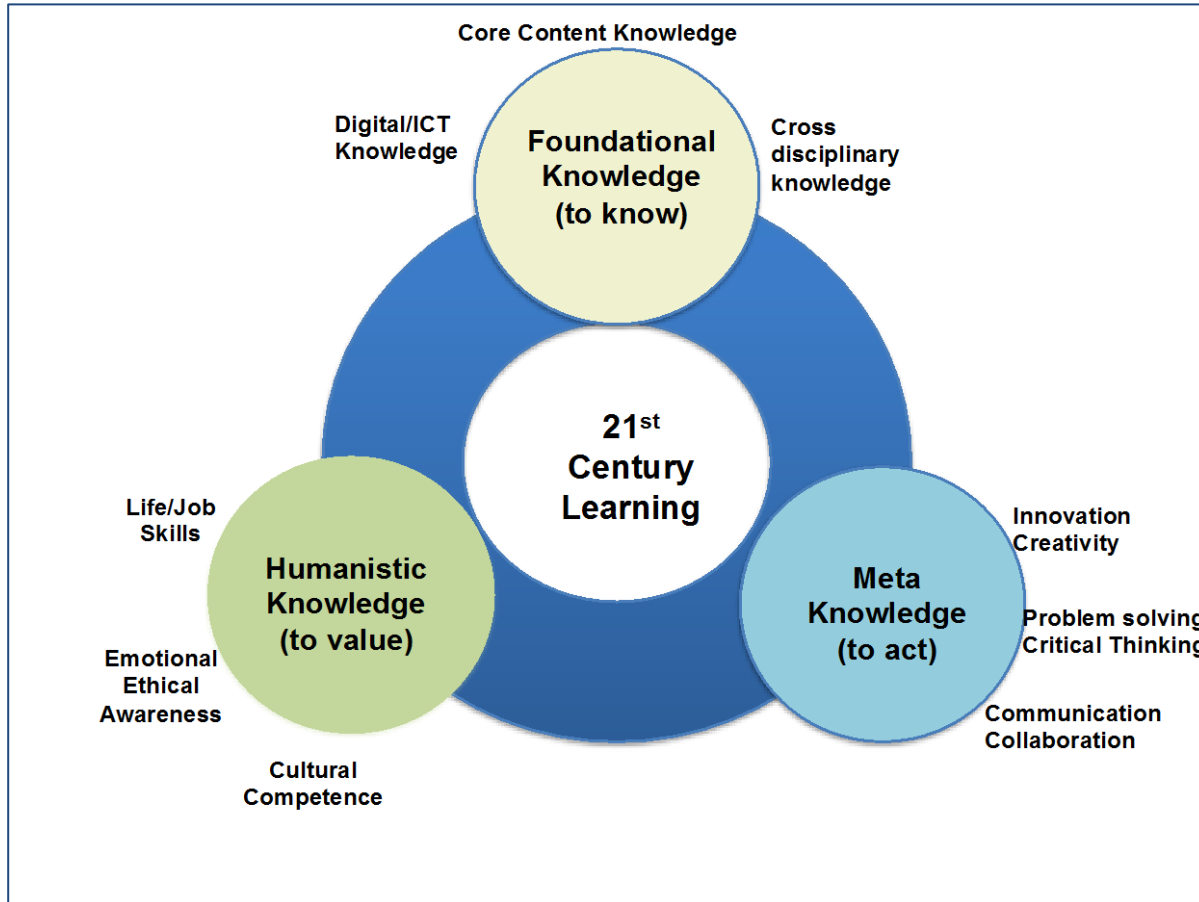 Core Content Knowledge
Digital/ICT
Knowledge
Foundational
Knowledge
(to know)
Cross
disciplinary
knowledge
21st
Century
Learning
Life/Job
Skills
Humanistic
Knowledge
(to value)
Emotional
Ethical
Awareness
Cultural
Competence
Meta
Knowledge
(to act)
Innovation
Creativity
Problem solving
Critical Thinking
Communication
Collaboration